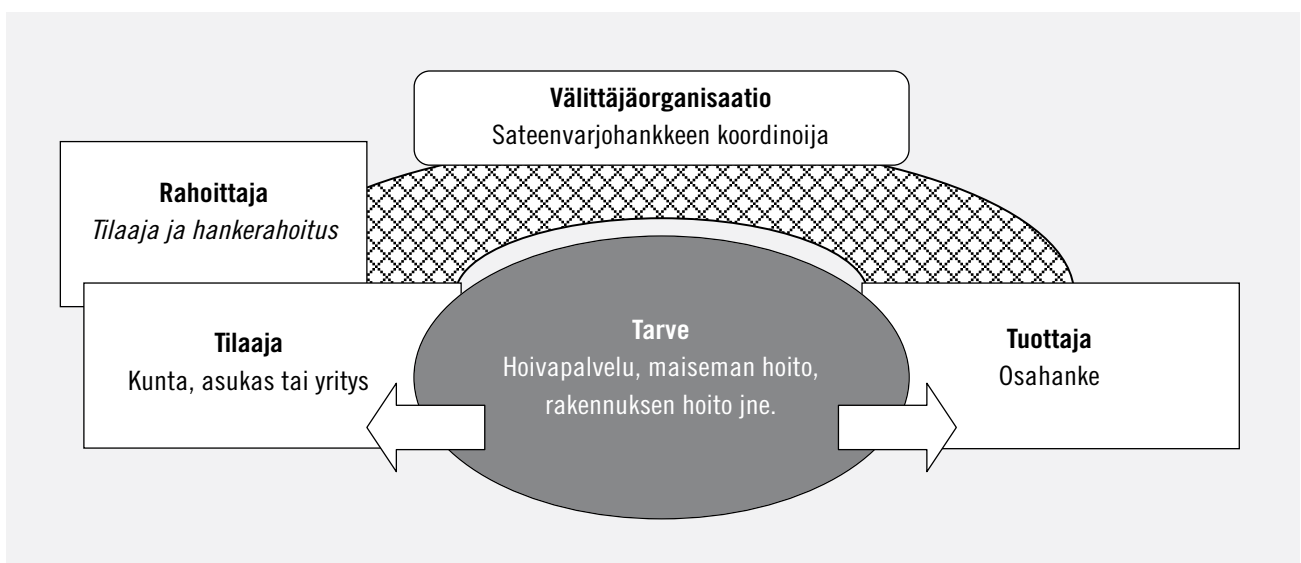 Välittäjäorganisaatio
Sateenvarjohankkeen koordinoija
Rahoittaja
Tilaaja ja hankerahoitus
Tilaaja
Kunta, asukas tai yritys
Tarve
Hoivapalvelu, maiseman hoito,
rakennuksen hoito jne.
Tuottaja
Osahanke